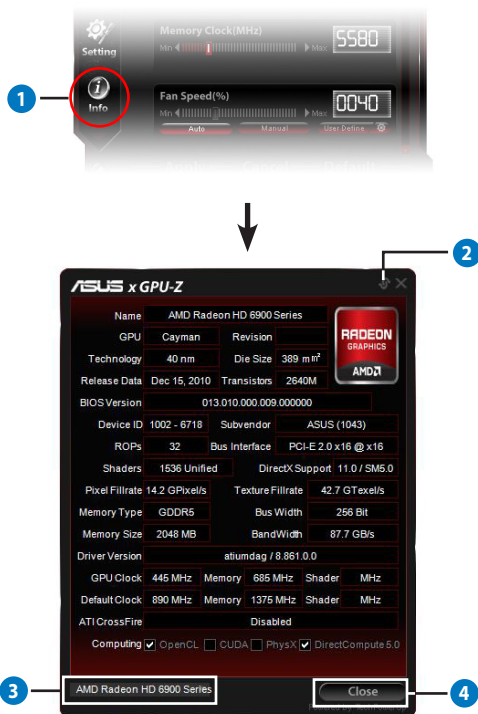 Memory Clock(MHz)
Min Max 5580
Setting
1
Info
Fan Speed(%)
Min Max 0040
Auto Manual User Define
2
ASUS x GPU-Z
Name AMD Radeon HD 6900 Series
RADEON
GRAPHICS
AMD
GPU Cayman Revision
Technology 40 nm Die Size 389 mm²
Release Data Dec 15, 2010 Transistors 2640M
BIOS Version 013.010.000.009.000000
Device ID 1002 - 6718 Subvendor ASUS (1043)
ROPs 32 Bus Interface PCI-E 2.0 x16 @ x16
Shaders 1536 Unified DirectX Support 11.0 / SM5.0
Pixel Fillrate 14.2 GPixel/s Texture Fillrate 42.7 GTexel/s
Memory Type GDDR5 Bus Width 256 Bit
Memory Size 2048 MB BandWidth 87.7 GB/s
Driver Version atiumdag / 8.861.0.0
GPU Clock 445 MHz Memory 685 MHz Shader MHz
Default Clock 890 MHz Memory 1375 MHz Shader MHz
ATI CrossFire Disabled
Computing OpenCL CUDA PhysX DirectCompute 5.0
3
AMD Radeon HD 6900 Series
Close
4